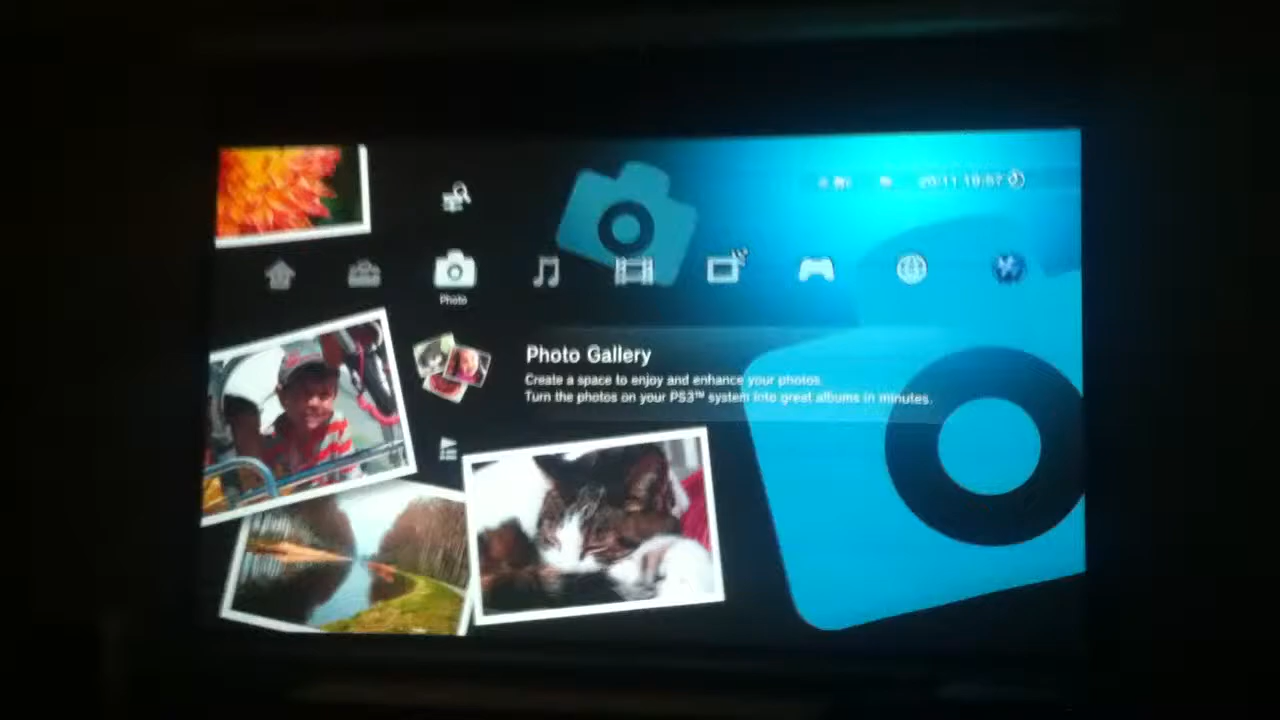 Photo
Photo Gallery
Create a space to enjoy and enhance your photos.
Turn the photos on your PS3™ system into great albums in minutes.